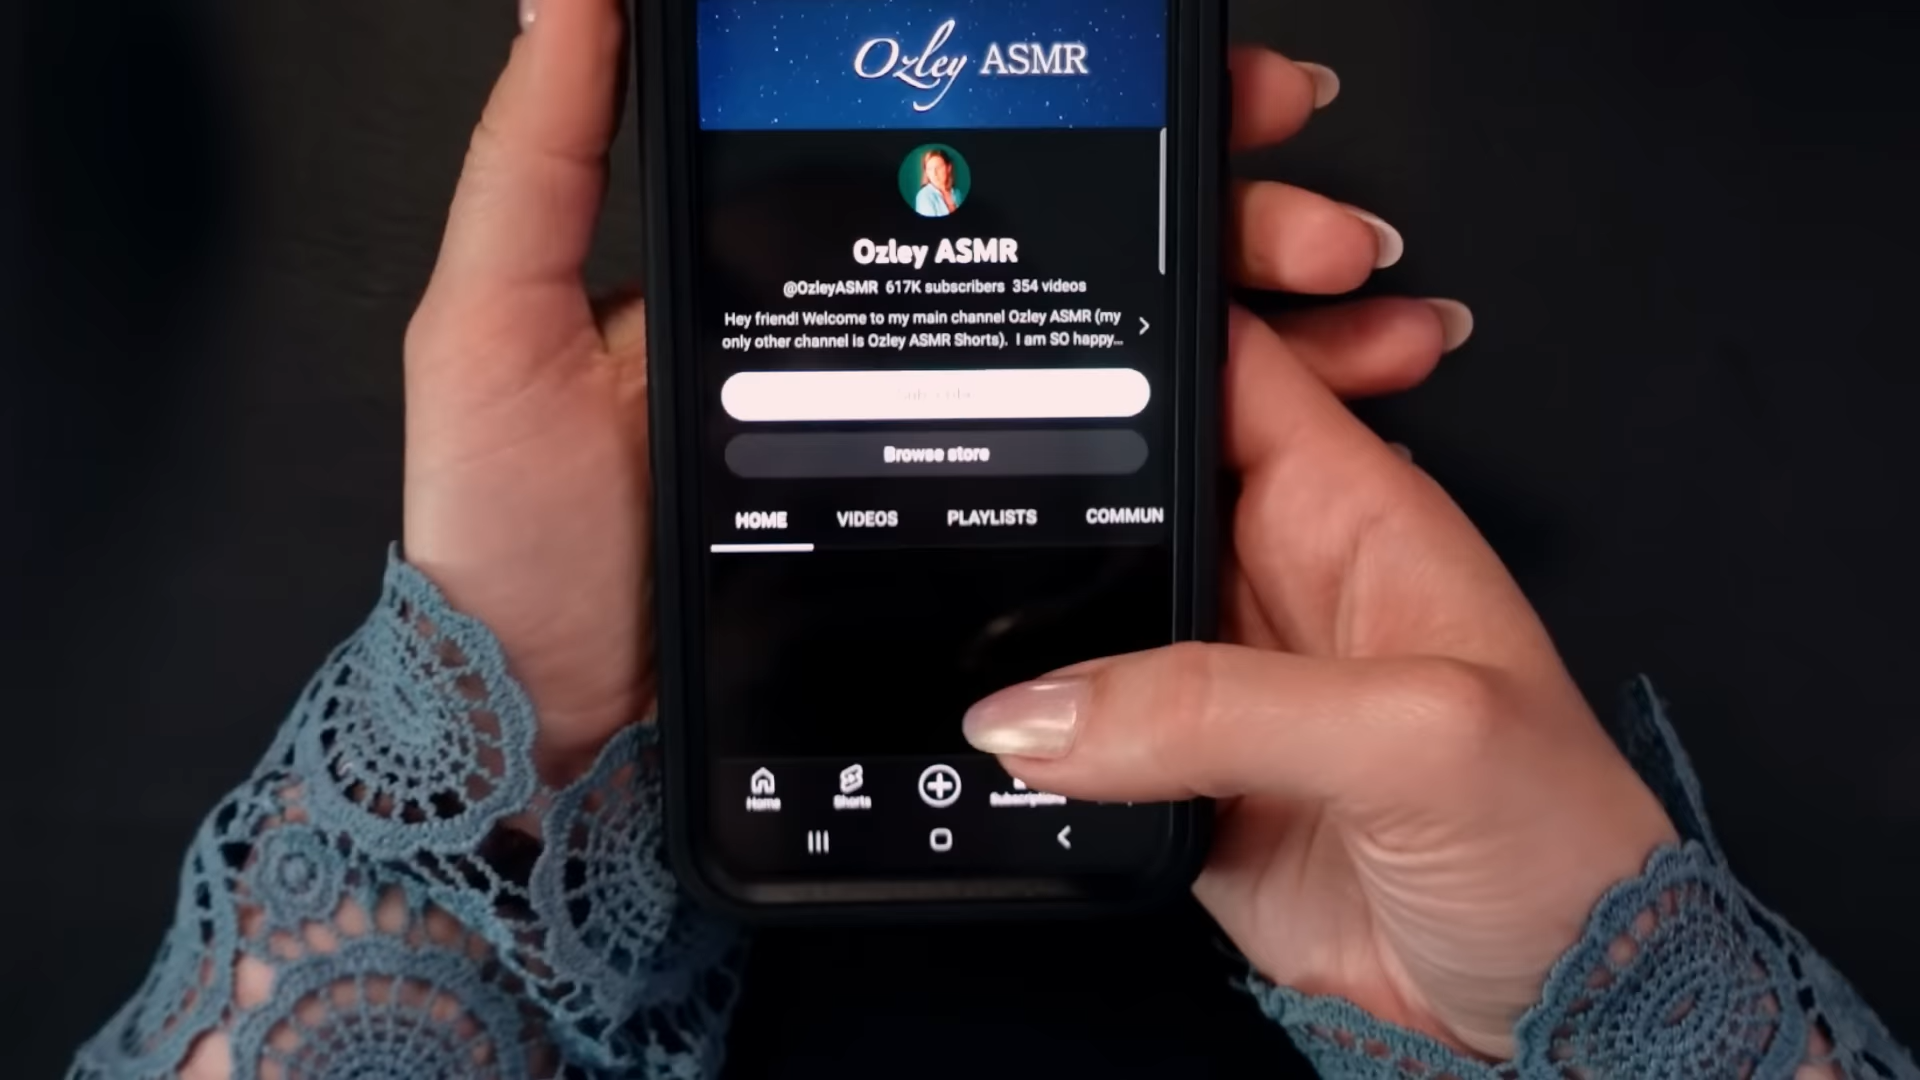 Ozley ASMR
Ozley ASMR
@OzleyASMR 617K subscribers 354 videos
Hey friend! Welcome to my main channel Ozley ASMR (my
only other channel is Ozley ASMR Shorts). I am SO happy...
Browse store
HOME VIDEOS PLAYLISTS COMMUN
Home Shorts Subscriptions